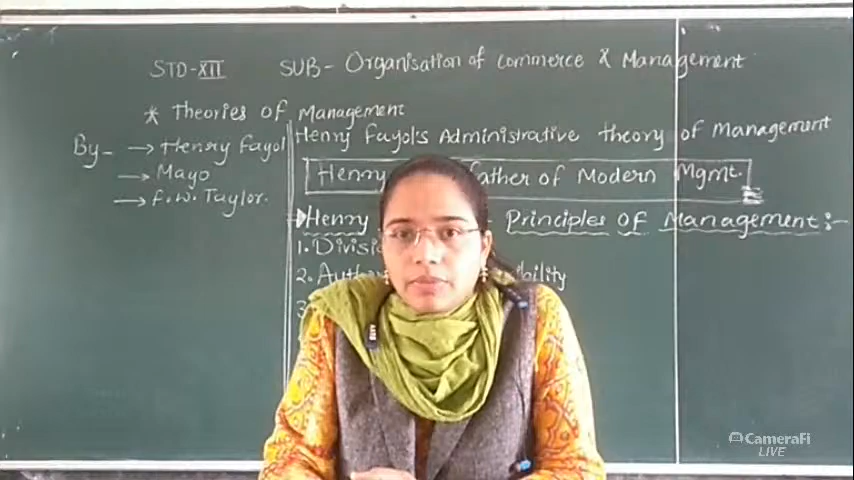 STD-XII SUB- Organisation of commerce & Management
* Theories of Management
By- → Henry Fayol
→ Mayo
→ F.W. Taylor.
Henry Fayol's Administrative theory of Management
Henry father of Modern Mgmt.
Henry Principles of Management :-
1. Divisi
2. Auth ibility
3
CameraFi
LIVE